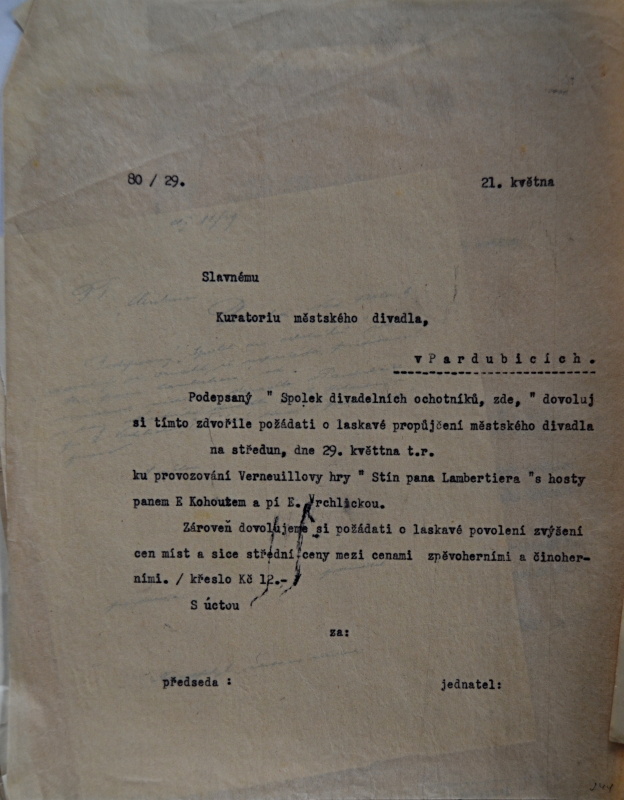 80 / 29.
21. května
Slavnému
Kuratoriu městského divadla,
v Pardubicích.
Podepsaný " Spolek divadelních ochotníků, zde, " dovoluj
si tímto zdvořile požádati o laskavé propůjčení městského divadla
na středun, dne 29. květtna t.r.
ku provozování Verneuillovy hry " Stín pana Lambertiera "s hosty
panem E Kohoutem a pí E. Vrchlickou.
Zároveň dovolujeme si požádati o laskavé povolení zvýšení
cen míst a sice střední ceny mezi cenami zpěvoherními a činoher-
ními. / křeslo Kč 12.-
S úctou
za:
předseda :
jednatel: